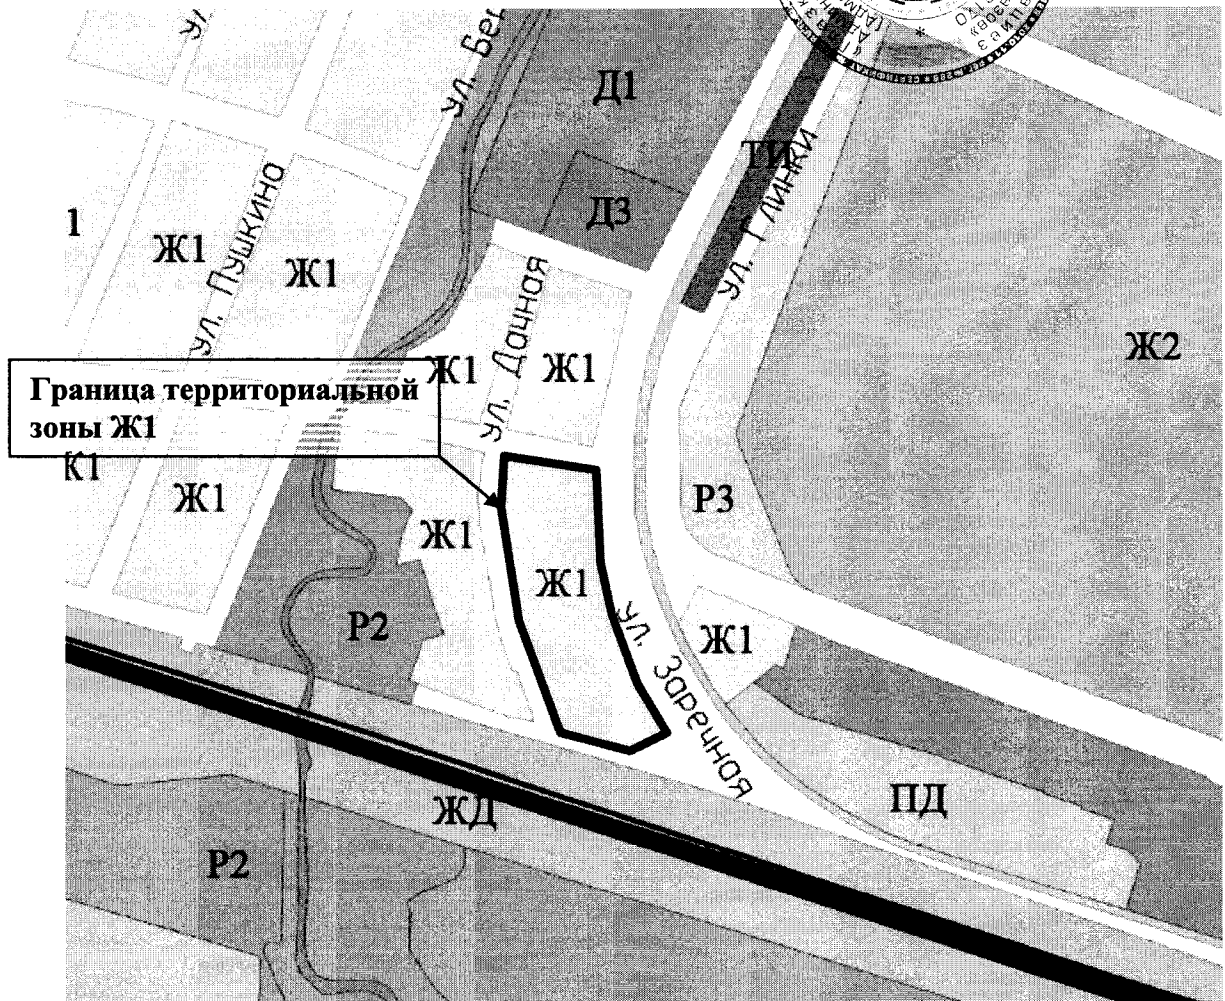 ул. Бе
Д1
ТИ
ул. Глинки
Д3
1
Ж1
ул. Пушкина
Ж1
ул. Дачная
Ж1
Ж1
Ж2
Граница территориальной
зоны Ж1
К1
Ж1
Ж1
Р3
Ж1
Р2
ул. Заречная
Ж1
ЖД
ПД
Р2